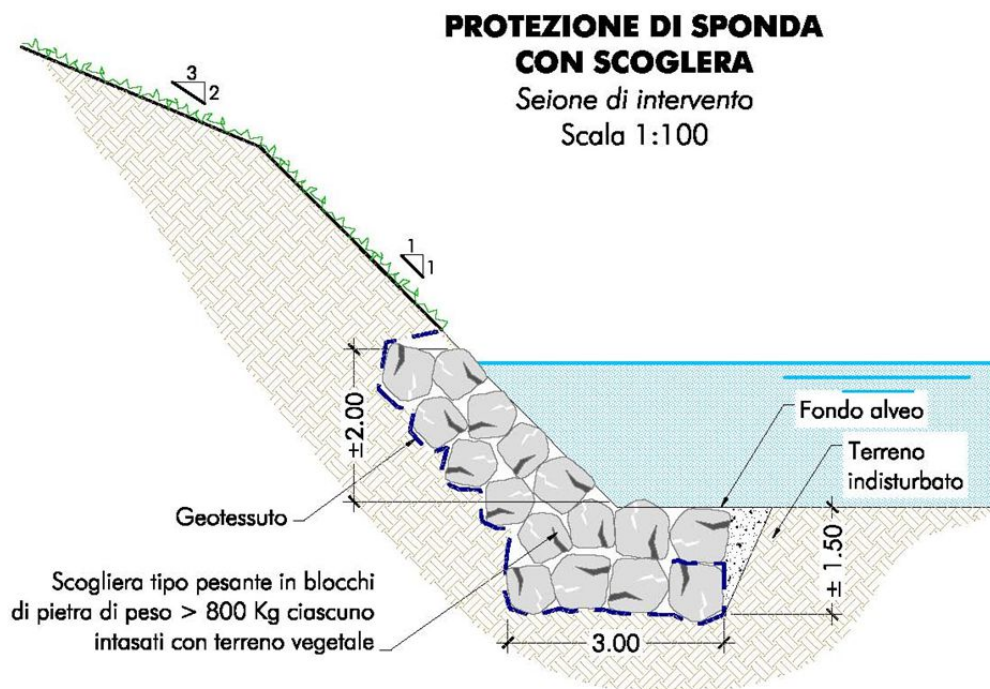 PROTEZIONE DI SPONDA
CON SCOGLERA
Seione di intervento
Scala 1:100
3
2
1
1
±2.00
Fondo alveo
Terreno
indisturbato
Geotessuto
± 1.50
Scogliera tipo pesante in blocchi
di pietra di peso > 800 Kg ciascuno
intasati con terreno vegetale
3.00